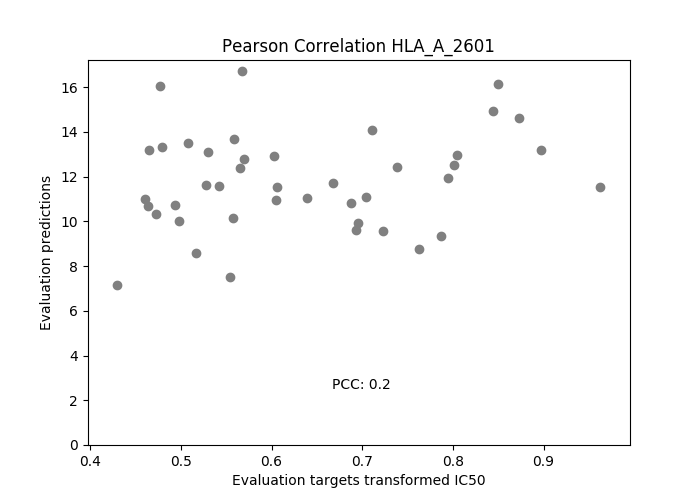 Pearson Correlation HLA_A_2601
16
14
12
10
8
6
4
2
0
Evaluation predictions
PCC: 0.2
0.4 0.5 0.6 0.7 0.8 0.9
Evaluation targets transformed IC50